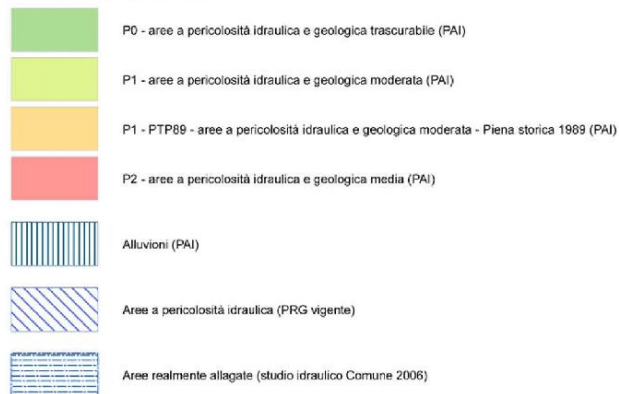 P0 - aree a pericolosità idraulica e geologica trascurabile (PAI)
P1 - aree a pericolosità idraulica e geologica moderata (PAI)
P1 - PTP89 - aree a pericolosità idraulica e geologica moderata - Piena storica 1989 (PAI)
P2 - aree a pericolosità idraulica e geologica media (PAI)
Alluvioni (PAI)
Aree a pericolosità idraulica (PRG vigente)
Aree realmente allagate (studio idraulico Comune 2006)